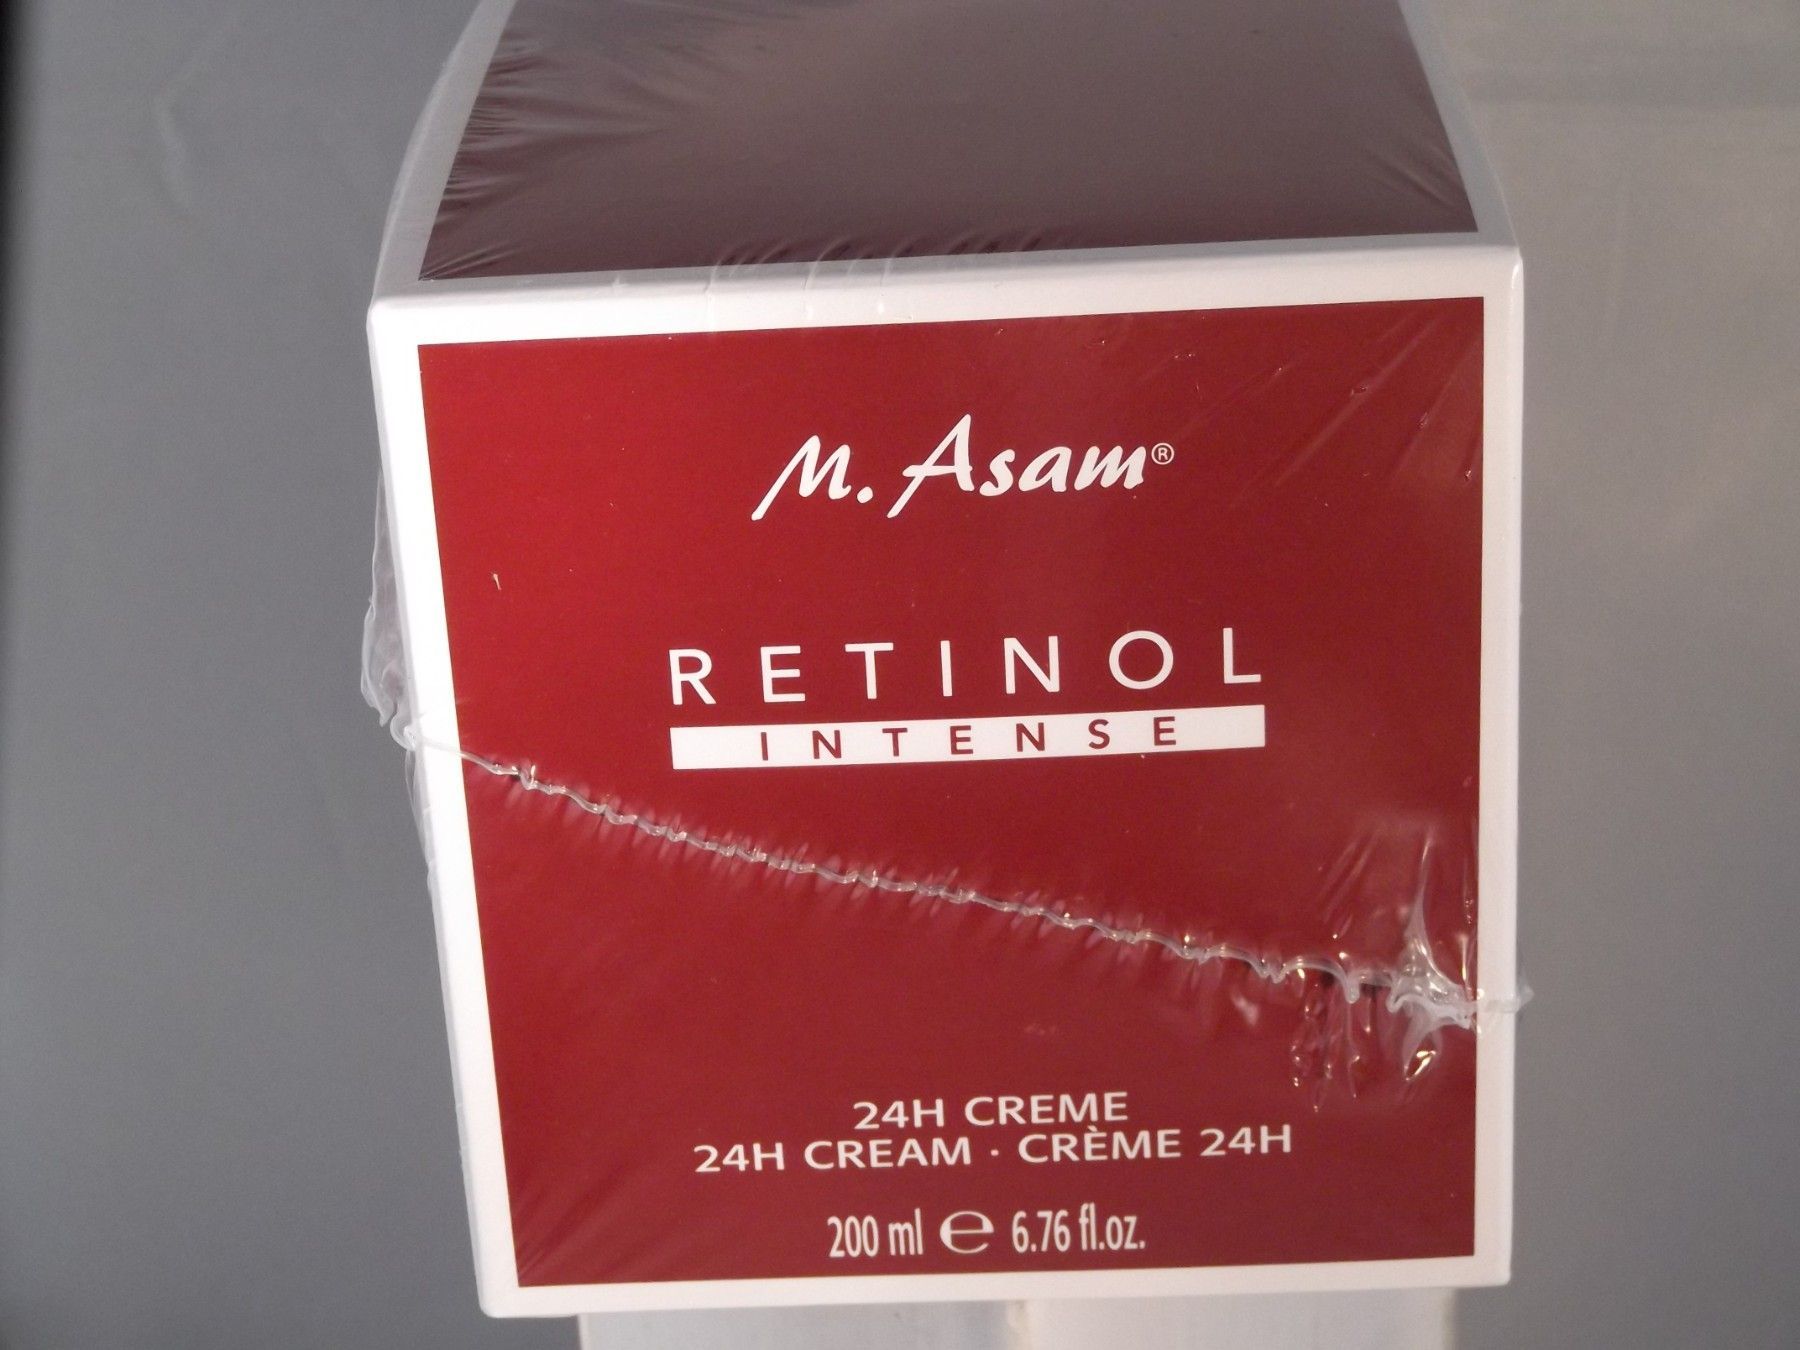 M. Asam®
RETINOL
INTENSE
24H CREME
24H CREAM · CRÈME 24H
200 ml ℮ 6.76 fl.oz.